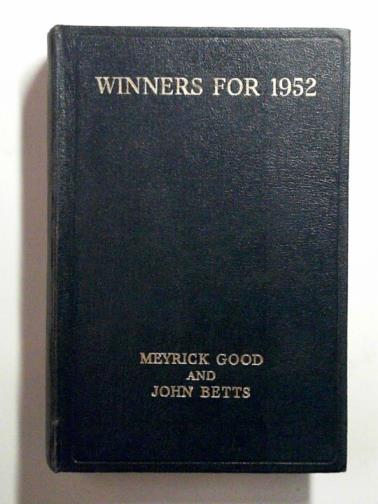 WINNERS FOR 1952
MEYRICK GOOD
AND
JOHN BETTS